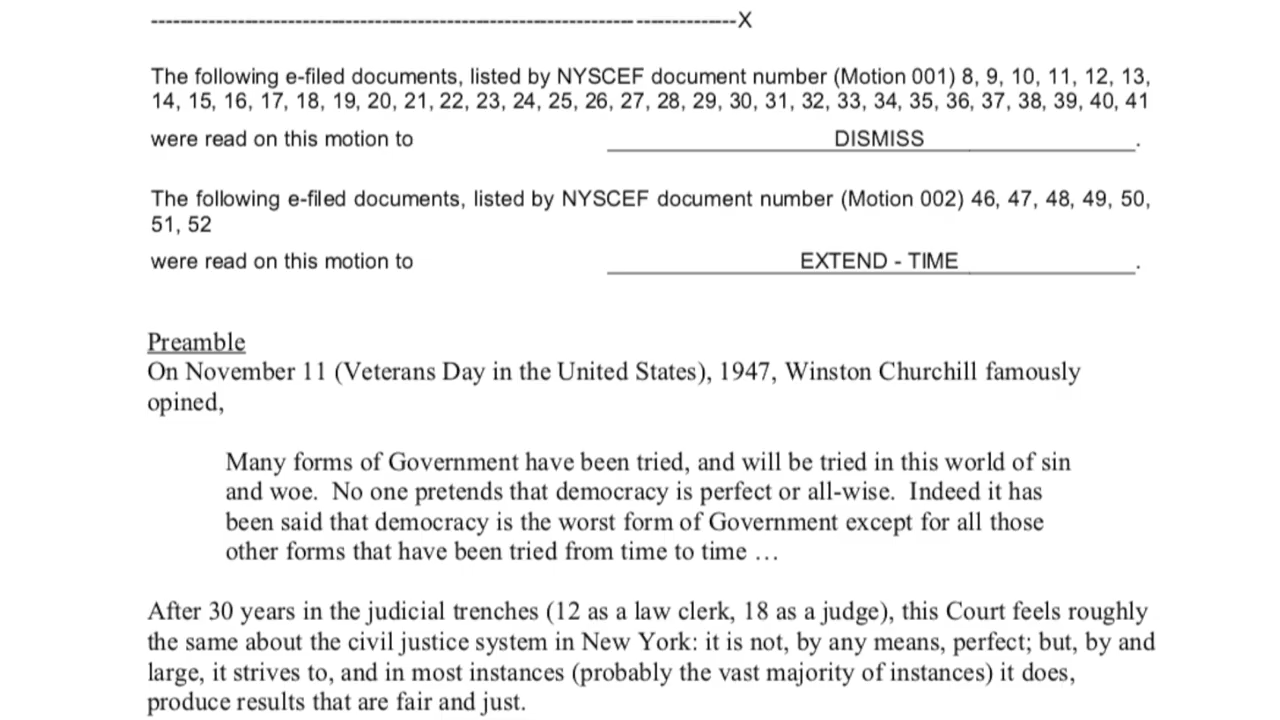 -----------------------------------------------------------------------------------X
The following e-filed documents, listed by NYSCEF document number (Motion 001) 8, 9, 10, 11, 12, 13,
14, 15, 16, 17, 18, 19, 20, 21, 22, 23, 24, 25, 26, 27, 28, 29, 30, 31, 32, 33, 34, 35, 36, 37, 38, 39, 40, 41
were read on this motion to DISMISS .
The following e-filed documents, listed by NYSCEF document number (Motion 002) 46, 47, 48, 49, 50,
51, 52
were read on this motion to EXTEND - TIME .
Preamble
On November 11 (Veterans Day in the United States), 1947, Winston Churchill famously
opined,
Many forms of Government have been tried, and will be tried in this world of sin
and woe.  No one pretends that democracy is perfect or all-wise.  Indeed it has
been said that democracy is the worst form of Government except for all those
other forms that have been tried from time to time …
After 30 years in the judicial trenches (12 as a law clerk, 18 as a judge), this Court feels roughly
the same about the civil justice system in New York: it is not, by any means, perfect; but, by and
large, it strives to, and in most instances (probably the vast majority of instances) it does,
produce results that are fair and just.